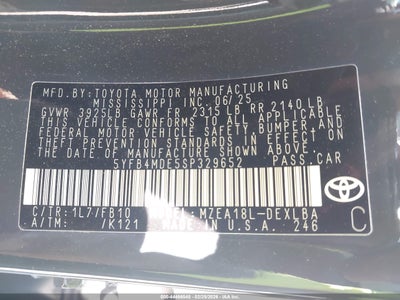 MFD.BY:TOYOTA MOTOR MANUFACTURING
MISSISSIPPI INC. 06/25
GVWR 3925LB GAWR FR 2315 LB RR 2140 LB
THIS VEHICLE CONFORMS TO ALL APPLICABLE
FEDERAL MOTOR VEHICLE SAFETY, BUMPER, AND
THEFT PREVENTION STANDARDS IN EFFECT ON THE
DATE OF MANUFACTURE SHOWN ABOVE.
5YFB4MDE5SP329652 PASS.CAR
C/TR: 1L7/FB10 MODEL: MZEA18L-DEXLBA
A/TM: /K121 MADE IN U.S.A. 246
TOYOTA
C